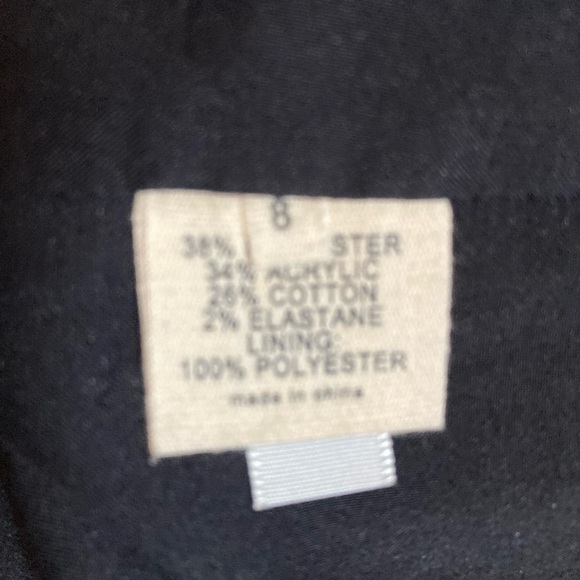 8
38% STER
34% ACRYLIC
26% COTTON
2% ELASTANE
LINING:
100% POLYESTER
made in china